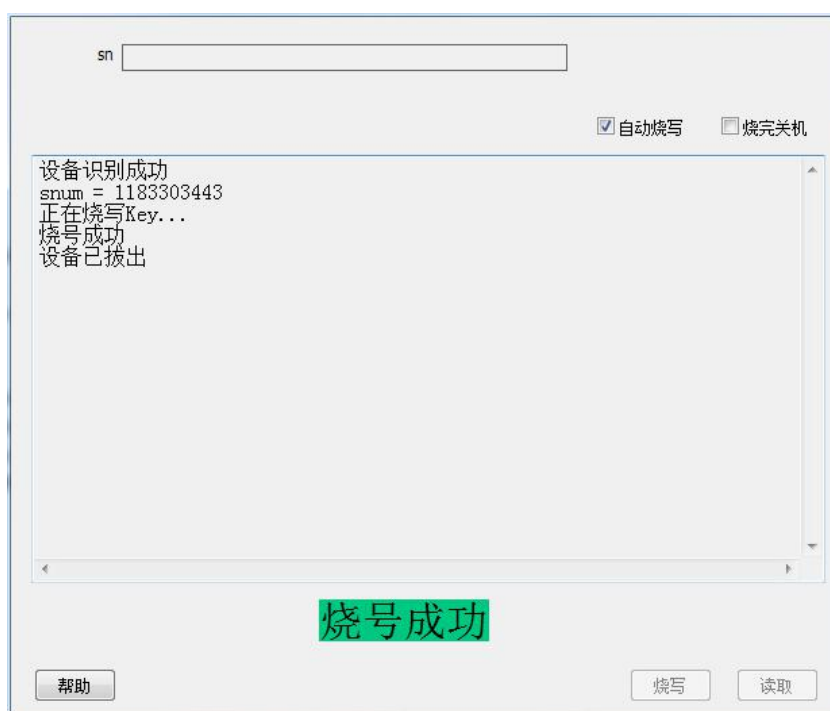 sn
自动烧写 烧完关机
设备识别成功
snum = 1183303443
正在烧写Key...
烧号成功
设备已拔出
烧号成功
帮助 烧写 读取